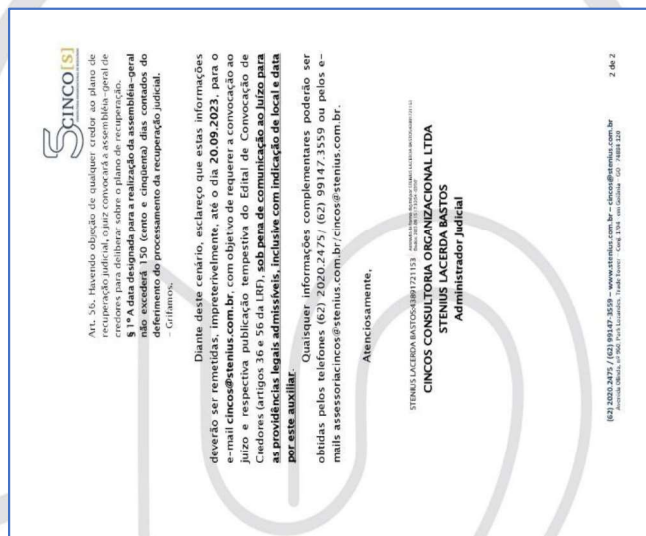 CINCO[S]
Art. 56. Havendo objeção de qualquer credor ao plano de
recuperação judicial, o juiz convocará a assembléia-geral de
credores para deliberar sobre o plano de recuperação.
§ 1º A data designada para a realização da assembléia-geral
não excederá 150 (cento e cinqüenta) dias contados do
deferimento do processamento da recuperação judicial.
- Grifamos.
Diante deste cenário, esclareço que estas informações
deverão ser remetidas, impreterivelmente, até o dia 20.09.2023, para o
e-mail cincos@stenius.com.br, com objetivo de requerer a convocação ao
juízo e respectiva publicação tempestiva do Edital de Convocação de
Credores (artigos 36 e 56 da LRF), sob pena de comunicação ao Juízo para
as providências legais admissíveis, inclusive com indicação de local e data
por este auxiliar.
Quaisquer informações complementares poderão ser
obtidas pelos telefones (62) 2020.2475/ (62) 99147.3559 ou pelos e-
mails assessoriacincos@stenius.com.br/cincos@stenius.com.br.
Atenciosamente,
STENIUS LACERDA BASTOS:43891721153
CINCOS CONSULTORIA ORGANIZACIONAL LTDA
STENIUS LACERDA BASTOS
Administrador Judicial
(62) 2020.2475 / (62) 99147-3559 – www.stenius.com.br – cincos@stenius.com.br
2 de 2